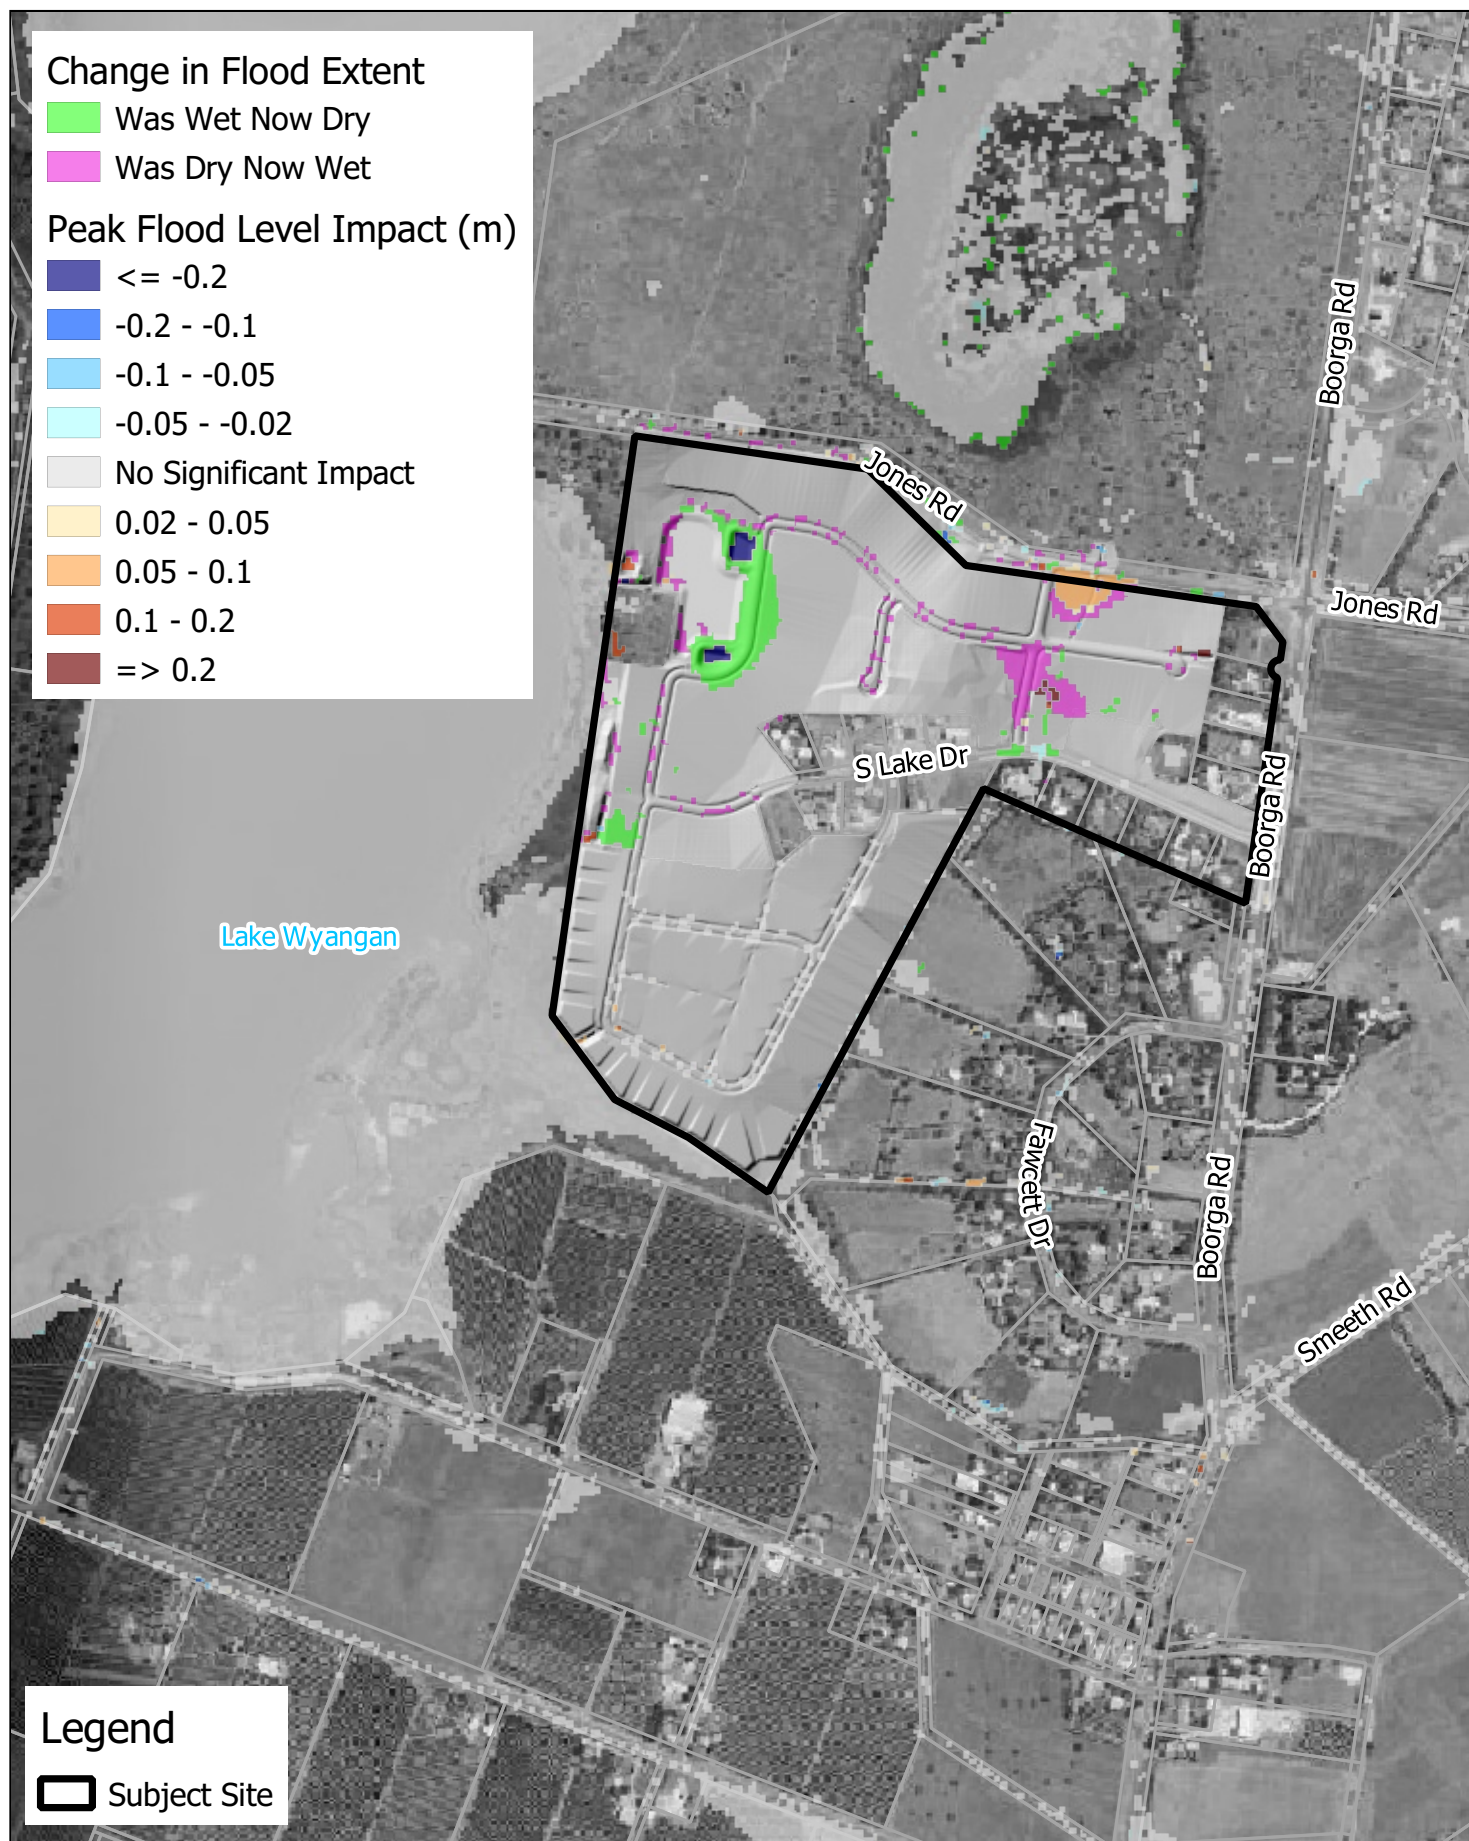 Change in Flood Extent
Was Wet Now Dry
Was Dry Now Wet
Peak Flood Level Impact (m)
<= -0.2
-0.2 - -0.1
-0.1 - -0.05
-0.05 - -0.02
No Significant Impact
0.02 - 0.05
0.05 - 0.1
0.1 - 0.2
=> 0.2
Boorga Rd
Jones Rd
Jones Rd
S Lake Dr
Boorga Rd
Lake Wyangan
Fawcett Dr
Boorga Rd
Smeeth Rd
Legend
Subject Site